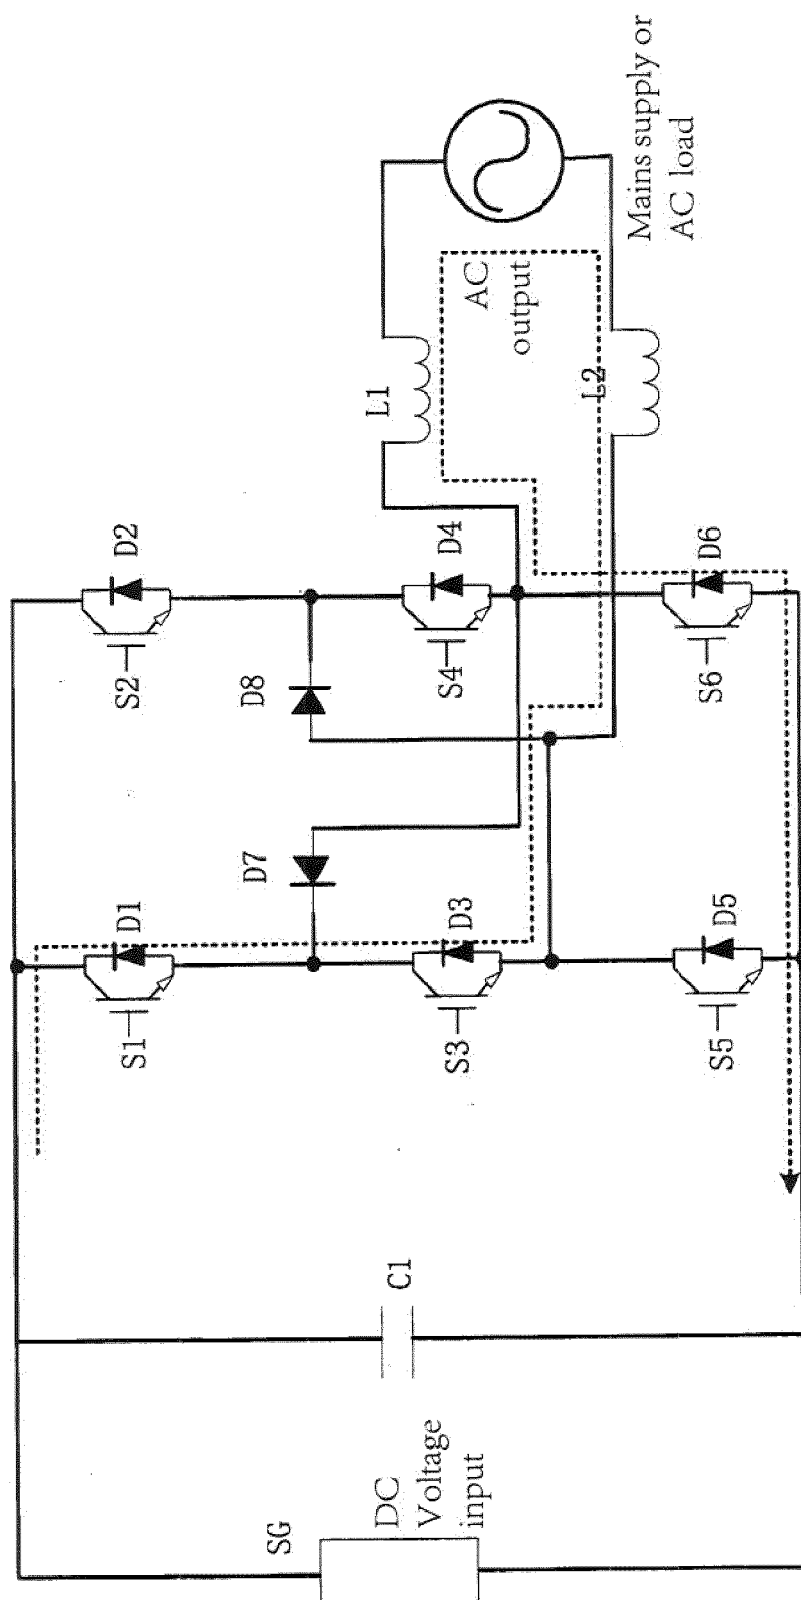 SG
DC
Voltage
input
C1
S1
D1
S3
D3
S5
D5
D7
D8
S2
D2
S4
D4
S6
D6
L1
L2
AC
output
Mains supply or
AC load